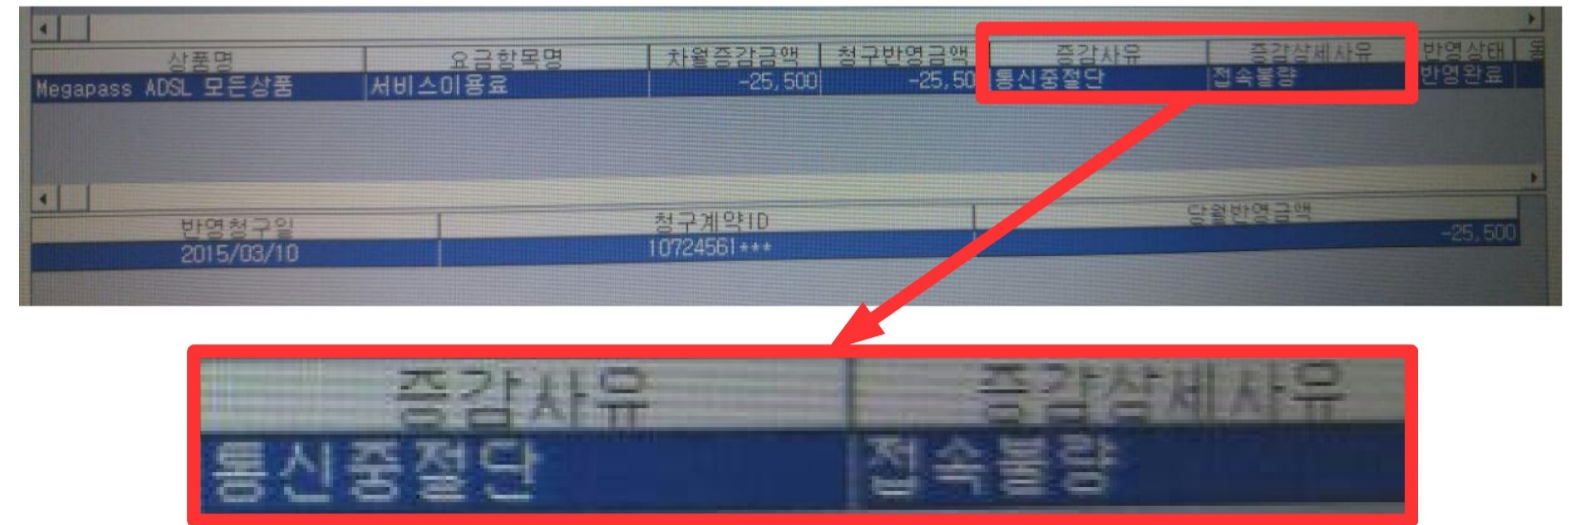 상품명 요금항목명 차월증감금액 청구반영금액 증감사유 증감상세사유 반영상태
Megapass ADSL 모든상품 서비스이용료 -25,500 -25,50 통신중절단 접속불량 반영완료
반영청구일 청구계약ID 당월반영금액
2015/03/10 10724561*** -25,500
증감사유 증감상세사유
통신중절단 접속불량